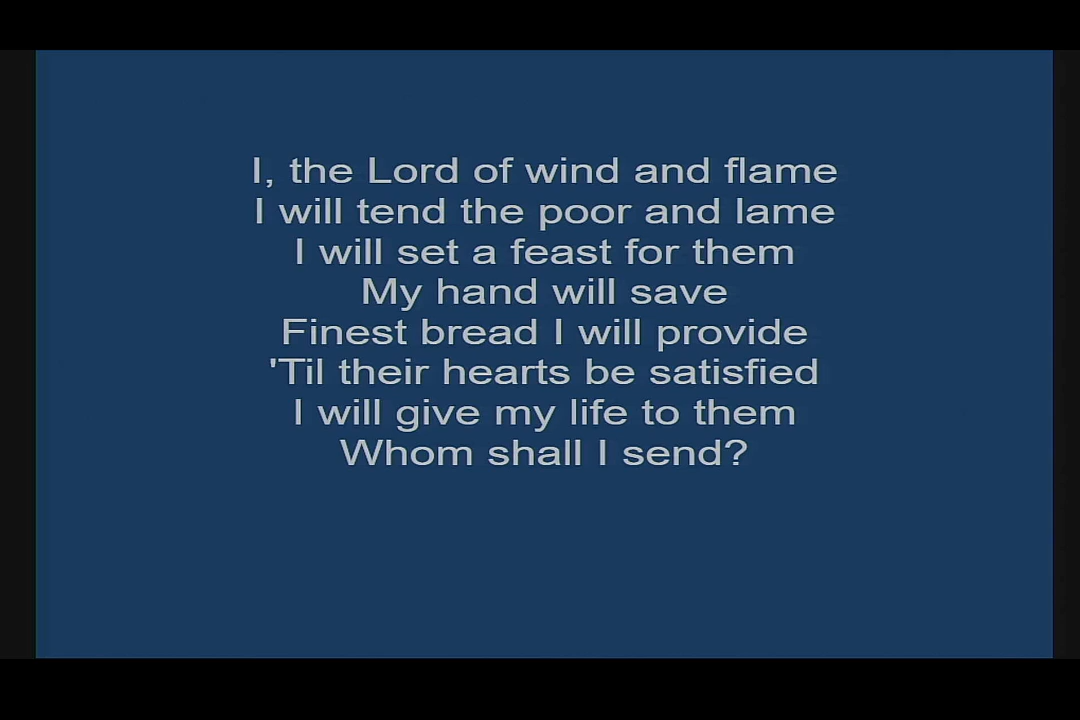 I, the Lord of wind and flame
I will tend the poor and lame
I will set a feast for them
My hand will save
Finest bread I will provide
'Til their hearts be satisfied
I will give my life to them
Whom shall I send?